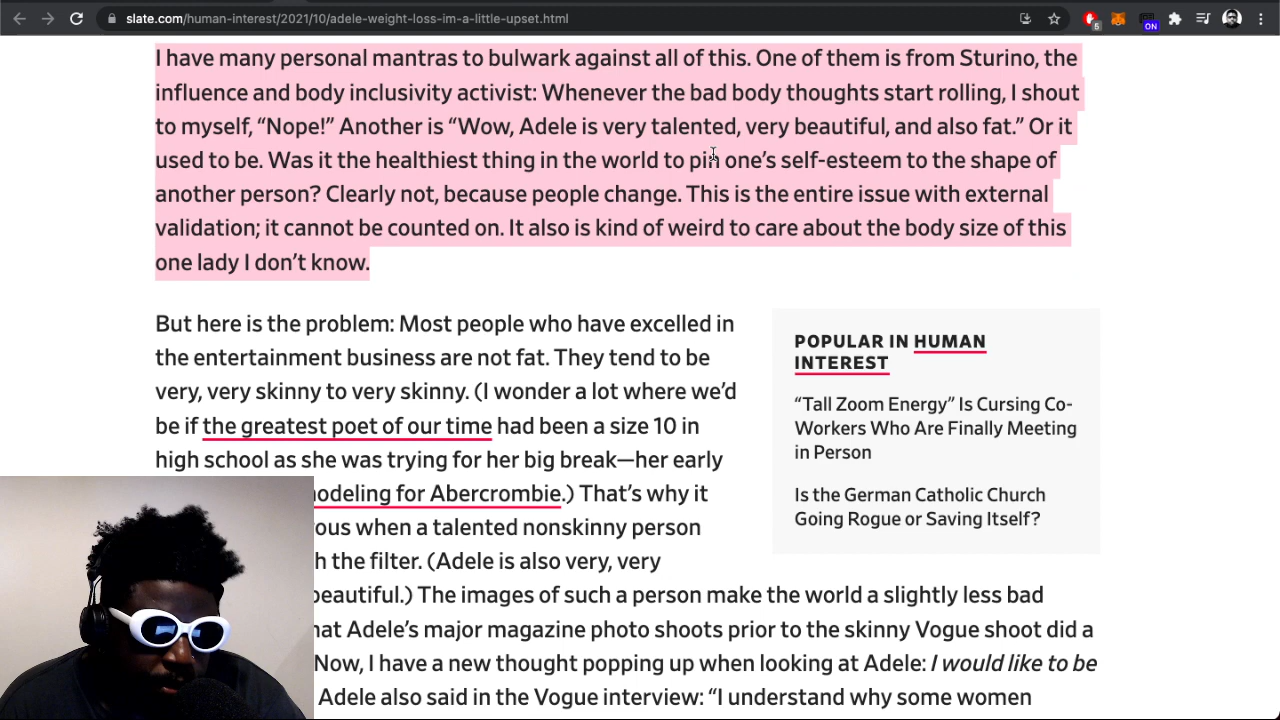 slate.com/human-interest/2021/10/adele-weight-loss-im-a-little-upset.html
5
ON
I have many personal mantras to bulwark against all of this. One of them is from Sturino, the
influence and body inclusivity activist: Whenever the bad body thoughts start rolling, I shout
to myself, “Nope!” Another is “Wow, Adele is very talented, very beautiful, and also fat.” Or it
used to be. Was it the healthiest thing in the world to pin one’s self-esteem to the shape of
another person? Clearly not, because people change. This is the entire issue with external
validation; it cannot be counted on. It also is kind of weird to care about the body size of this
one lady I don’t know.
But here is the problem: Most people who have excelled in
the entertainment business are not fat. They tend to be
very, very skinny to very skinny. (I wonder a lot where we’d
be if the greatest poet of our time had been a size 10 in
high school as she was trying for her big break—her early
modeling for Abercrombie.) That’s why it
ous when a talented nonskinny person
h the filter. (Adele is also very, very
beautiful.) The images of such a person make the world a slightly less bad
hat Adele’s major magazine photo shoots prior to the skinny Vogue shoot did a
Now, I have a new thought popping up when looking at Adele: I would like to be
Adele also said in the Vogue interview: “I understand why some women
POPULAR IN HUMAN
INTEREST
“Tall Zoom Energy” Is Cursing Co-
Workers Who Are Finally Meeting
in Person
Is the German Catholic Church
Going Rogue or Saving Itself?